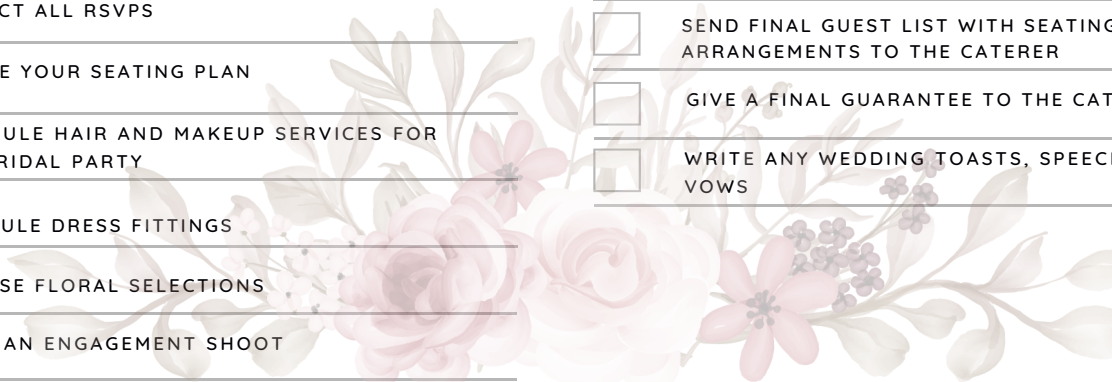 CT ALL RSVPS
E YOUR SEATING PLAN
ULE HAIR AND MAKEUP SERVICES FOR
RIDAL PARTY
ULE DRESS FITTINGS
SE FLORAL SELECTIONS
AN ENGAGEMENT SHOOT
SEND FINAL GUEST LIST WITH SEATING
ARRANGEMENTS TO THE CATERER
GIVE A FINAL GUARANTEE TO THE CAT
WRITE ANY WEDDING TOASTS, SPEECI
VOWS